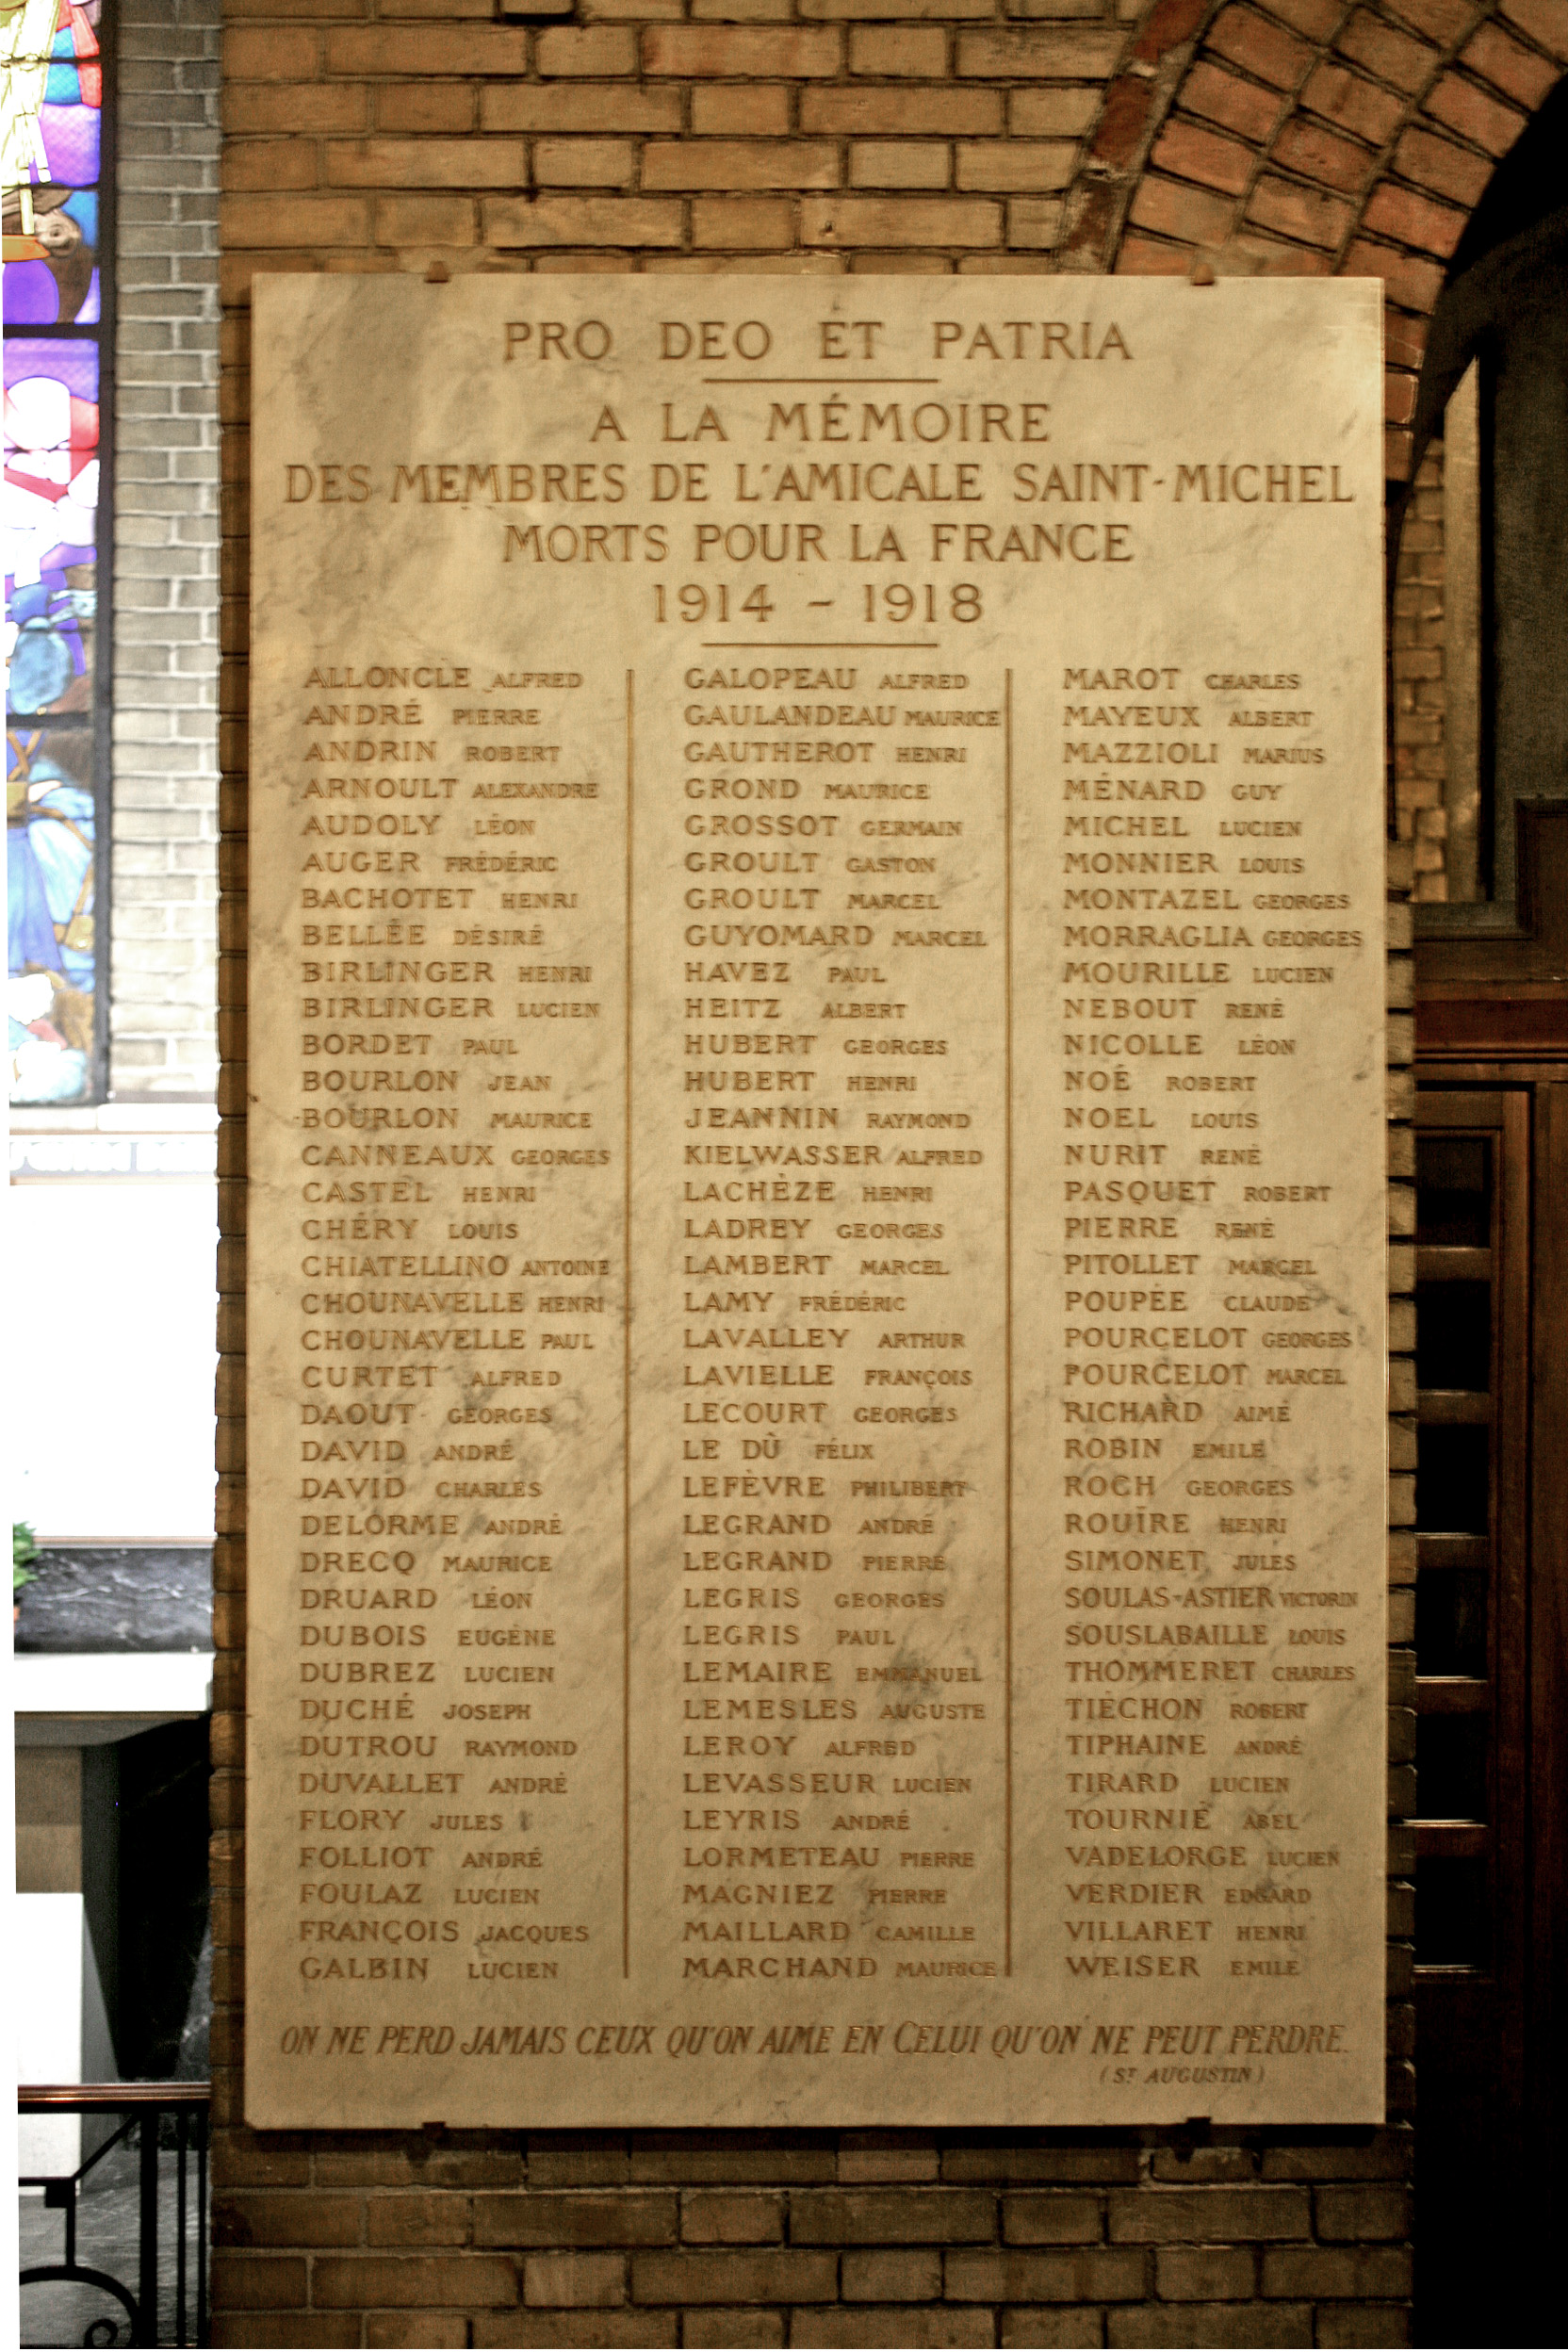 PRO DEO ET PATRIA
A LA MÉMOIRE
DES MEMBRES DE L'AMICALE SAINT-MICHEL
MORTS POUR LA FRANCE
1914 - 1918
ALLONCLE ALFRED
ANDRÉ PIERRE
ANDRIN ROBERT
ARNOULT ALEXANDRE
AUDOLY LÉON
AUGER FRÉDÉRIC
BACHOTET HENRI
BELLÉE DÉSIRÉ
BIRLINGER HENRI
BIRLINGER LUCIEN
BORDET PAUL
BOURLON JEAN
BOURLON MAURICE
CANNEAUX GEORGES
CASTEL HENRI
CHÉRY LOUIS
CHIATELLINO ANTOINE
CHOUNAVELLE HENRI
CHOUNAVELLE PAUL
CURTET ALFRED
DAOUT GEORGES
DAVID ANDRÉ
DAVID CHARLES
DELORME ANDRÉ
DRECQ MAURICE
DRUARD LÉON
DUBOIS EUGÈNE
DUBREZ LUCIEN
DUCHÉ JOSEPH
DUTROU RAYMOND
DUVALLET ANDRÉ
FLORY JULES
FOLLIOT ANDRÉ
FOULAZ LUCIEN
FRANÇOIS JACQUES
GALBIN LUCIEN
GALOPEAU ALFRED
GAULANDEAU MAURICE
GAUTHEROT HENRI
GROND MAURICE
GROSSOT GERMAIN
GROULT GASTON
GROULT MARCEL
GUYOMARD MARCEL
HAVEZ PAUL
HEITZ ALBERT
HUBERT GEORGES
HUBERT HENRI
JEANNIN RAYMOND
KIELWASSER ALFRED
LACHÈZE HENRI
LADREY GEORGES
LAMBERT MARCEL
LAMY FRÉDÉRIC
LAVALLEY ARTHUR
LAVIELLE FRANÇOIS
LECOURT GEORGES
LE DÛ FÉLIX
LEFÈVRE PHILIBERT
LEGRAND ANDRÉ
LEGRAND PIERRE
LEGRIS GEORGES
LEGRIS PAUL
LEMAIRE EMMANUEL
LEMESLES AUGUSTE
LEROY ALFRED
LEVASSEUR LUCIEN
LEYRIS ANDRÉ
LORMETEAU PIERRE
MAGNIEZ PIERRE
MAILLARD CAMILLE
MARCHAND MAURICE
MAROT CHARLES
MAYEUX ALBERT
MAZZIOLI MARIUS
MÉNARD GUY
MICHEL LUCIEN
MONNIER LOUIS
MONTAZEL GEORGES
MORRAGLIA GEORGES
MOURILLE LUCIEN
NEBOUT RENÉ
NICOLLE LÉON
NOÉ ROBERT
NOEL LOUIS
NURIT RENÉ
PASQUET ROBERT
PIERRE RENÉ
PITOLLET MARCEL
POUPÉE CLAUDE
POURCELOT GEORGES
POURCELOT MARCEL
RICHARD AIMÉ
ROBIN EMILE
ROCH GEORGES
ROUÏRE HENRI
SIMONET JULES
SOULAS-ASTIER VICTORIN
SOUSLABAILLE LOUIS
THOMMERET CHARLES
TIÉCHON ROBERT
TIPHAINE ANDRÉ
TIRARD LUCIEN
TOURNIÉ ABEL
VADELORGE LUCIEN
VERDIER EDGARD
VILLARET HENRI
WEISER EMILE
ON NE PERD JAMAIS CEUX QU'ON AIME EN CELUI QU'ON NE PEUT PERDRE.
(ST AUGUSTIN)